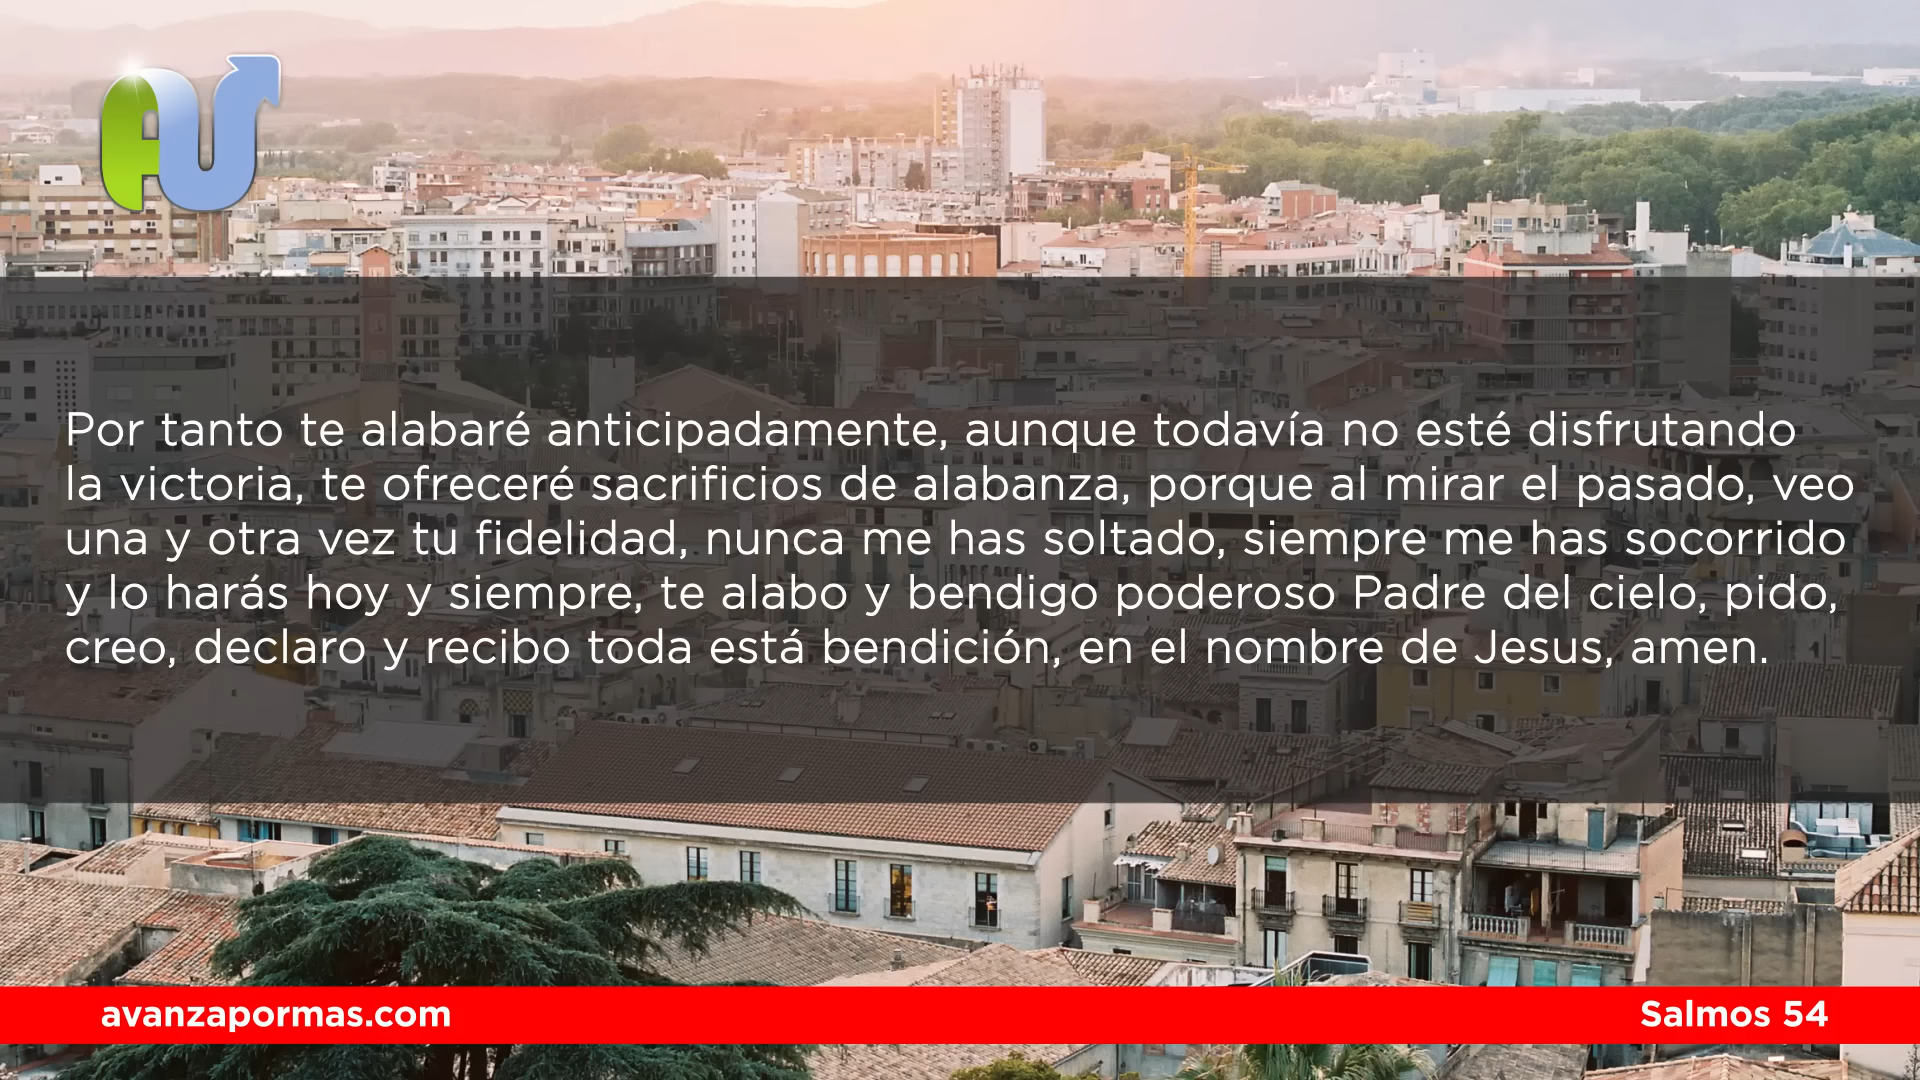 Por tanto te alabaré anticipadamente, aunque todavía no esté disfrutando
la victoria, te ofreceré sacrificios de alabanza, porque al mirar el pasado, veo
una y otra vez tu fidelidad, nunca me has soltado, siempre me has socorrido
y lo harás hoy y siempre, te alabo y bendigo poderoso Padre del cielo, pido,
creo, declaro y recibo toda está bendición, en el nombre de Jesus, amen.
avanzapormas.com
Salmos 54